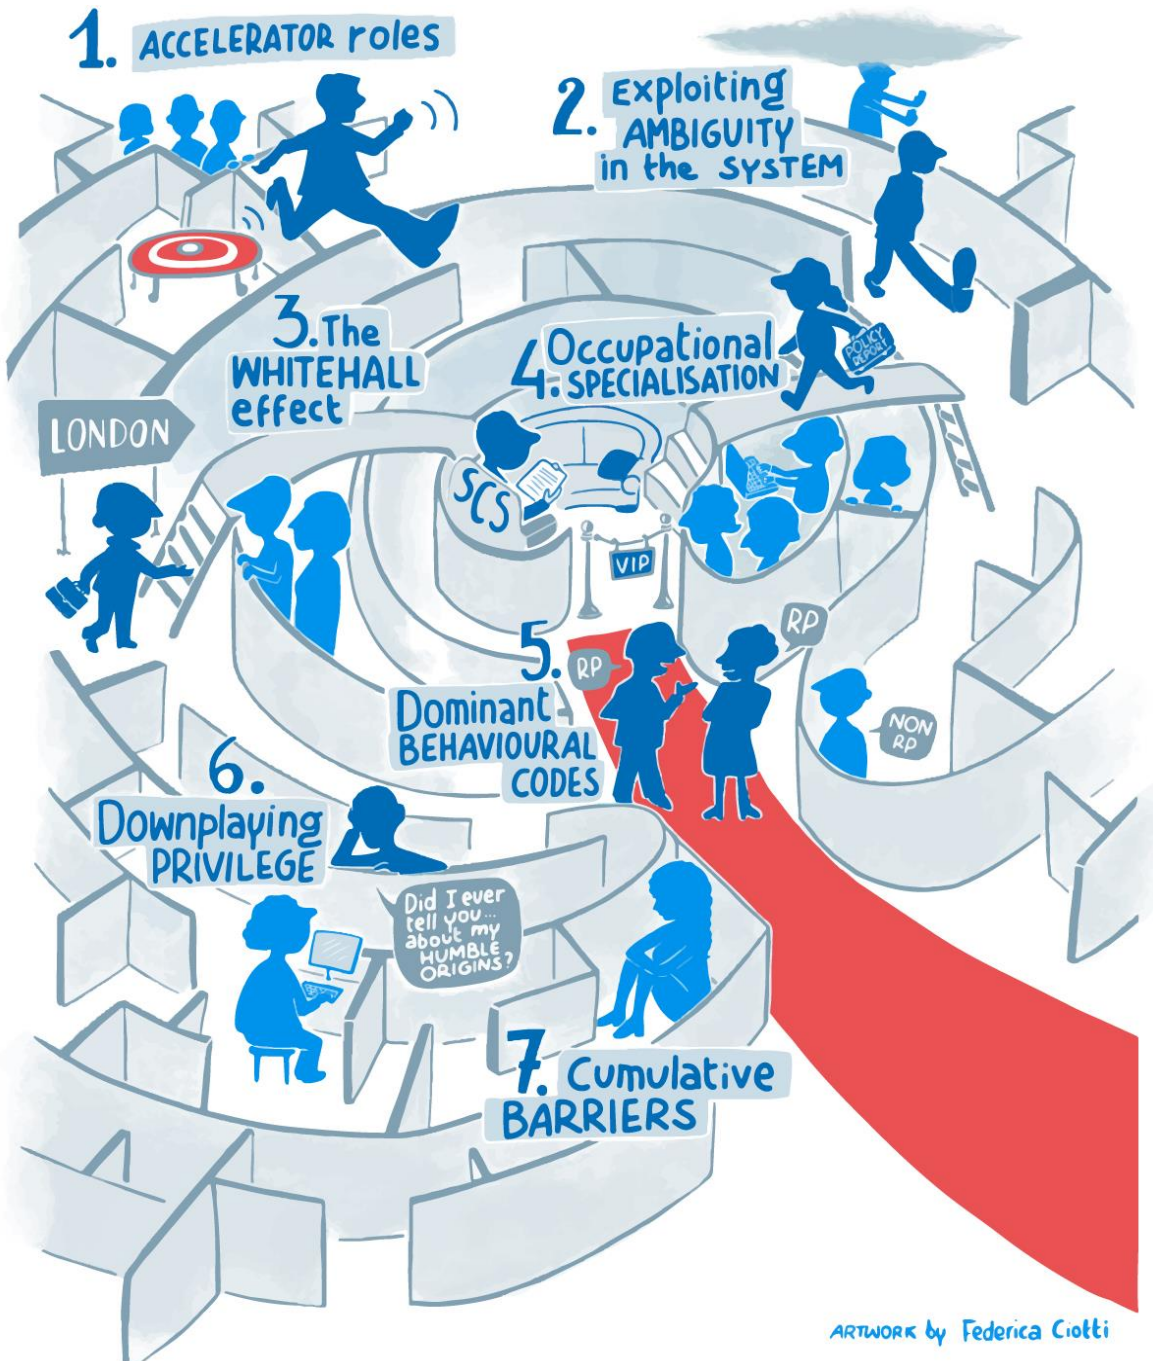 1. ACCELERATOR roles
2. Exploiting
AMBIGUITY
in the SYSTEM
3. The
WHITEHALL
effect
4. Occupational
SPECIALISATION
POLICY
REPORT
LONDON
SCS
VIP
5.
Dominant
BEHAVIOURAL
CODES
RP
RP
NON
RP
6.
Downplaying
PRIVILEGE
Did I ever
tell you...
about my
HUMBLE
ORIGINS?
7. Cumulative
BARRIERS
ARTWORK by Federica Ciotti